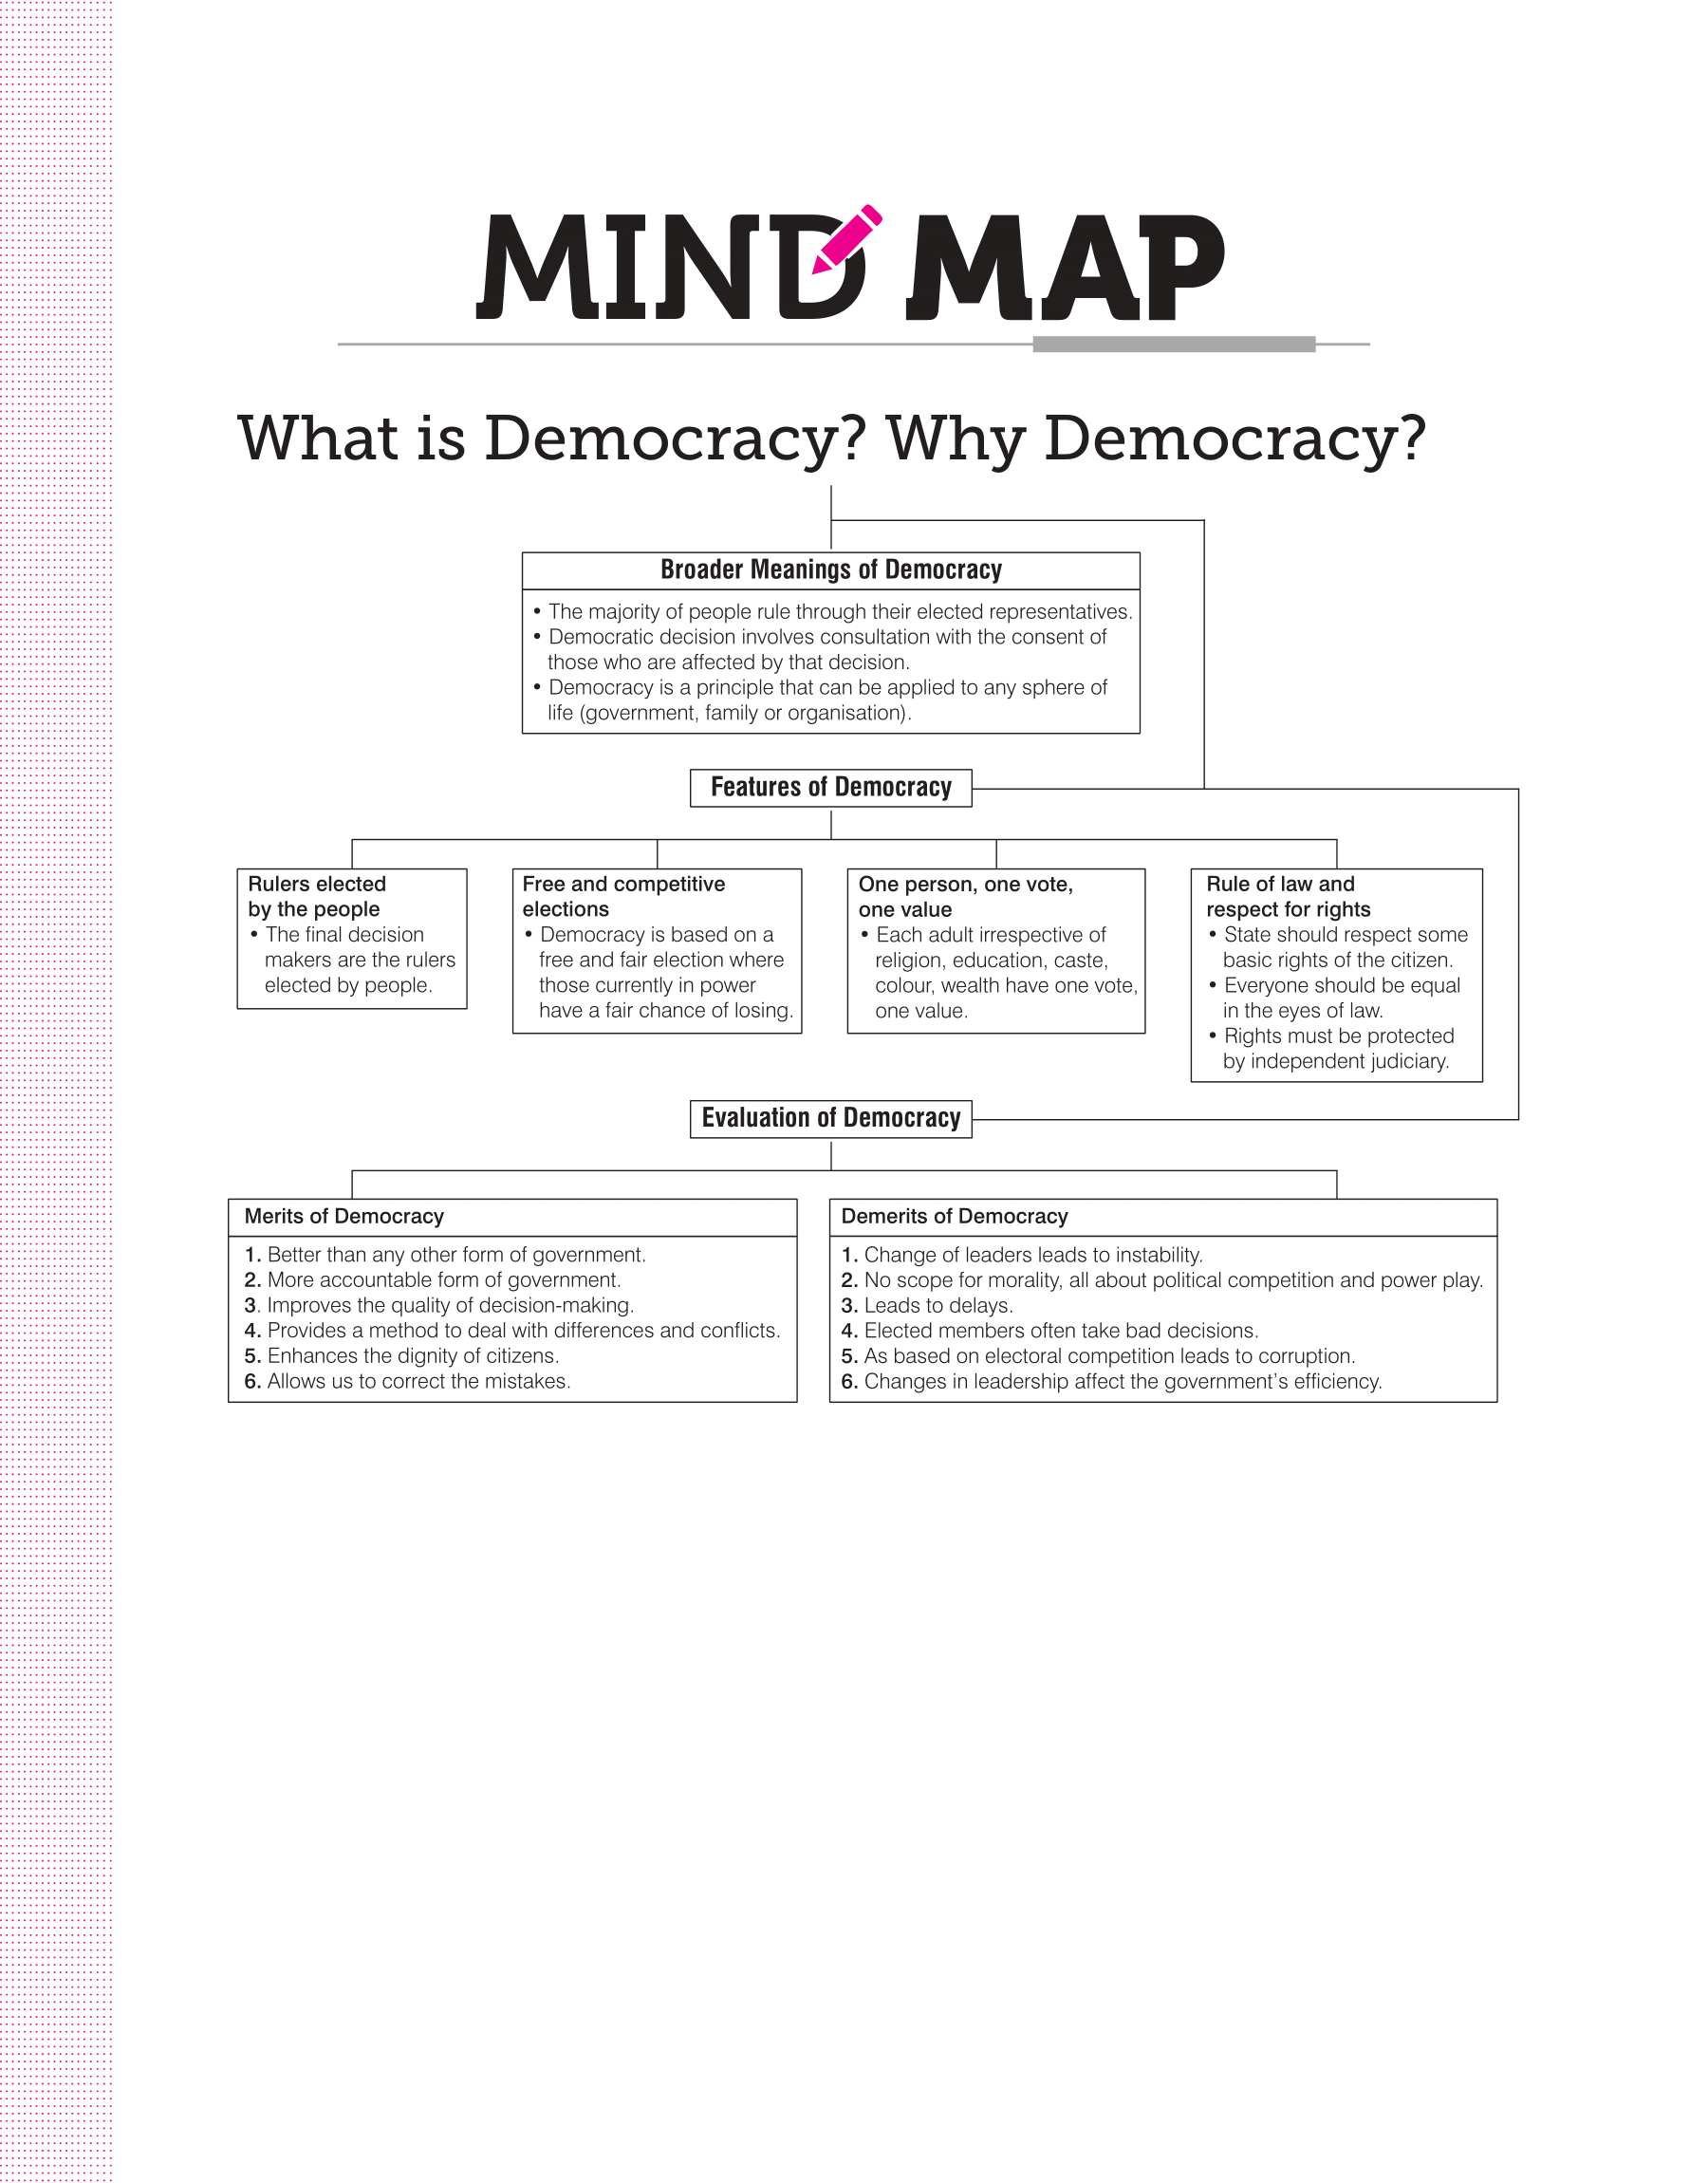 MIND MAP
What is Democracy? Why Democracy?
Broader Meanings of Democracy
• The majority of people rule through their elected representatives.
• Democratic decision involves consultation with the consent of
those who are affected by that decision.
• Democracy is a principle that can be applied to any sphere of
life (government, family or organisation).
Features of Democracy
Rulers elected
by the people
• The final decision
makers are the rulers
elected by people.
Free and competitive
elections
• Democracy is based on a
free and fair election where
those currently in power
have a fair chance of losing.
One person, one vote,
one value
• Each adult irrespective of
religion, education, caste,
colour, wealth have one vote,
one value.
Rule of law and
respect for rights
• State should respect some
basic rights of the citizen.
• Everyone should be equal
in the eyes of law.
• Rights must be protected
by independent judiciary.
Evaluation of Democracy
Merits of Democracy
1. Better than any other form of government.
2. More accountable form of government.
3. Improves the quality of decision-making.
4. Provides a method to deal with differences and conflicts.
5. Enhances the dignity of citizens.
6. Allows us to correct the mistakes.
Demerits of Democracy
1. Change of leaders leads to instability.
2. No scope for morality, all about political competition and power play.
3. Leads to delays.
4. Elected members often take bad decisions.
5. As based on electoral competition leads to corruption.
6. Changes in leadership affect the government's efficiency.